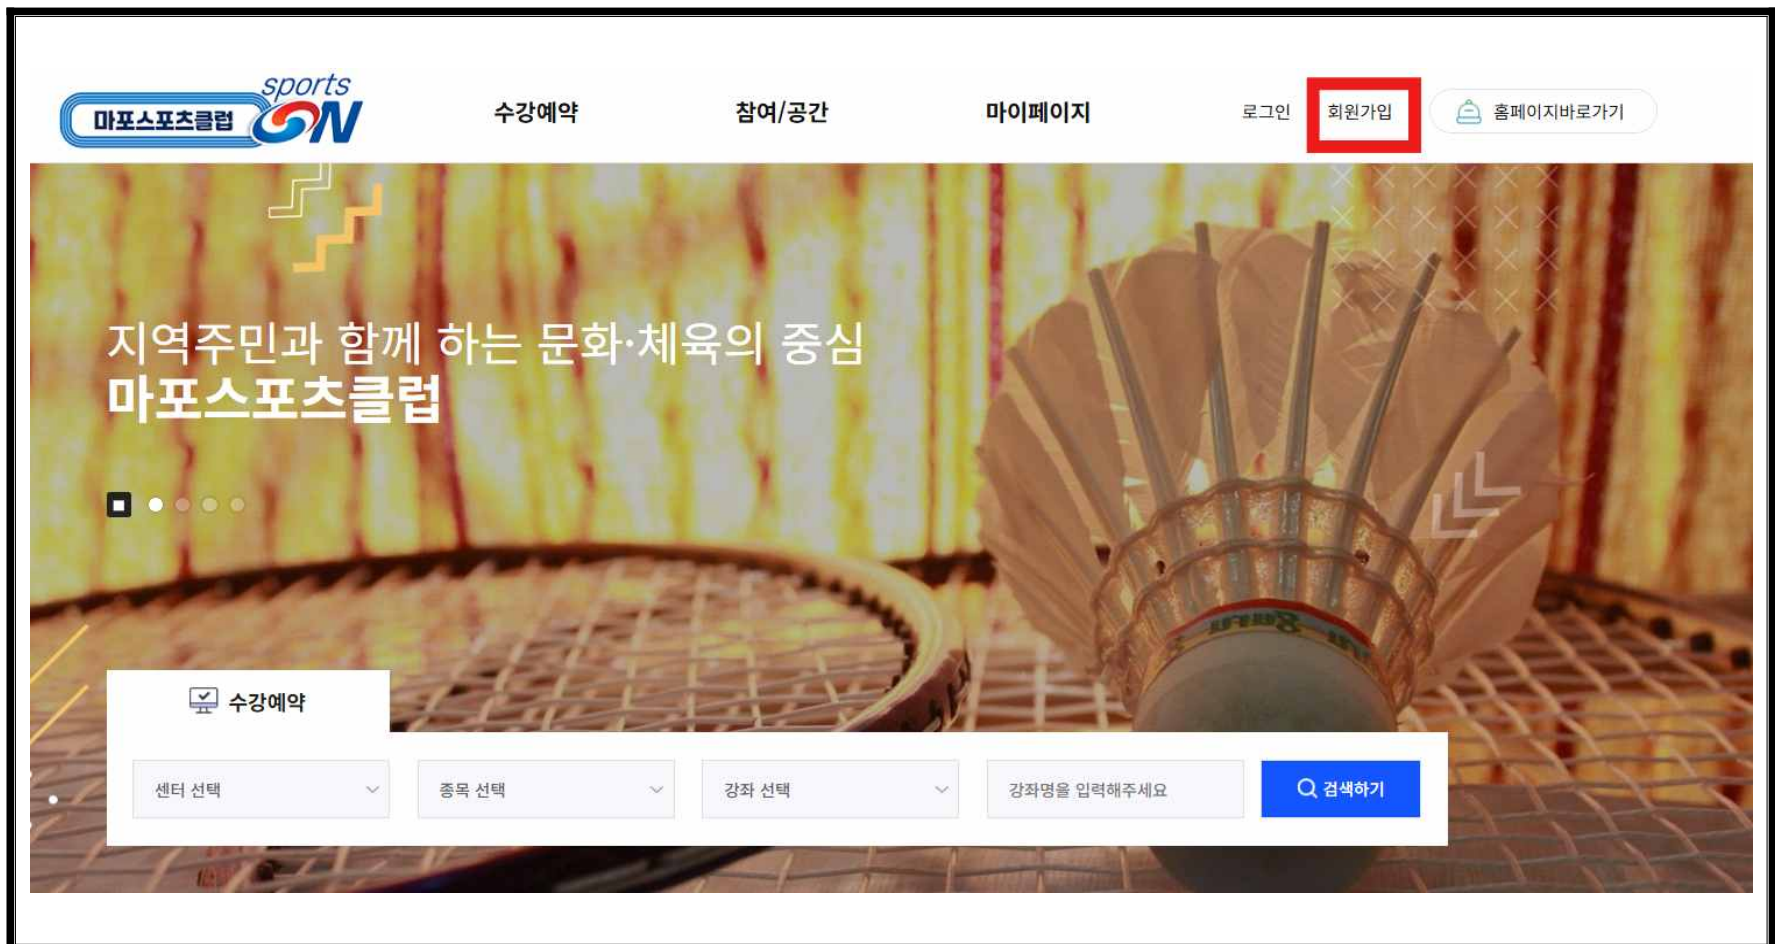 마포스포츠클럽 sports ON
수강예약
참여/공간
마이페이지
로그인
회원가입
홈페이지바로가기
지역주민과 함께 하는 문화·체육의 중심
마포스포츠클럽
수강예약
센터 선택
종목 선택
강좌 선택
강좌명을 입력해주세요
검색하기